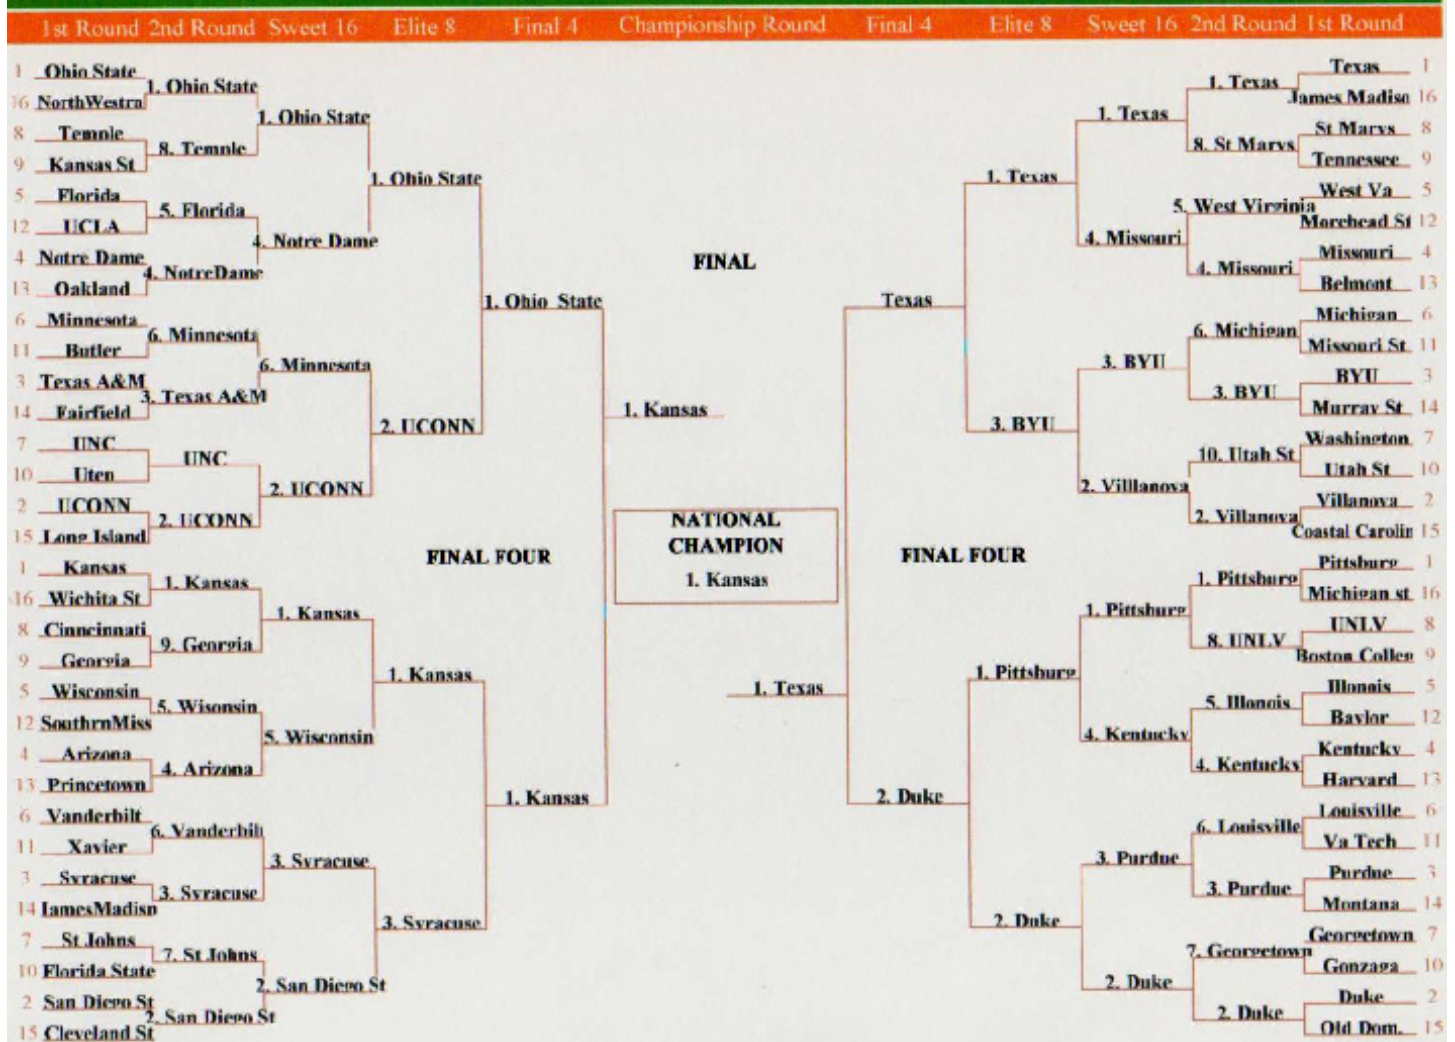 1st Round 2nd Round Sweet 16 Elite 8 Final 4 Championship Round Final 4 Elite 8 Sweet 16 2nd Round 1st Round
1 Ohio State
16 NorthWestrn
8 Temple
9 Kansas St
5 Florida
12 UCLA
4 Notre Dame
13 Oakland
6 Minnesota
11 Butler
3 Texas A&M
14 Fairfield
7 UNC
10 Uten
2 UCONN
15 Long Island
1 Kansas
16 Wichita St
8 Cinncinnati
9 Georgia
5 Wisconsin
12 SouthrnMiss
4 Arizona
13 Princetown
6 Vanderbilt
11 Xavier
3 Syracuse
14 JamesMadisn
7 St Johns
10 Florida State
2 San Diego St
15 Cleveland St
1. Ohio State
8. Temple
5. Florida
4. NotreDame
6. Minnesota
3. Texas A&M
UNC
2. UCONN
1. Kansas
9. Georgia
5. Wisonsin
4. Arizona
6. Vanderbilt
3. Syracuse
7. St Johns
2. San Diego St
1. Ohio State
4. Notre Dame
6. Minnesota
2. UCONN
1. Kansas
5. Wisconsin
3. Syracuse
2. San Diego St
1. Ohio State
2. UCONN
1. Kansas
3. Syracuse
FINAL FOUR
1. Ohio State
1. Kansas
FINAL
1. Kansas
NATIONAL
CHAMPION
1. Kansas
1. Texas
Texas
2. Duke
FINAL FOUR
1. Texas
3. BYU
1. Pittsburg
2. Duke
1. Texas
4. Missouri
3. BYU
2. Villlanova
1. Pittsburg
4. Kentucky
3. Purdue
2. Duke
1. Texas
8. St Marys
5. West Virginia
4. Missouri
6. Michigan
3. BYU
10. Utah St
2. Villanova
1. Pittsburg
8. UNLV
5. Illonois
4. Kentucky
6. Louisville
3. Purdue
7. Georgetown
2. Duke
Texas 1
James Madisn 16
St Marys 8
Tennessee 9
West Va 5
Morehead St 12
Missouri 4
Belmont 13
Michigan 6
Missouri St 11
BYU 3
Murray St 14
Washington 7
Utah St 10
Villanova 2
Coastal Carolin 15
Pittsburg 1
Michigan st 16
UNLV 8
Boston Colleg 9
Illonois 5
Baylor 12
Kentucky 4
Harvard 13
Louisville 6
Va Tech 11
Purdue 3
Montana 14
Georgetown 7
Gonzaga 10
Duke 2
Old Dom. 15